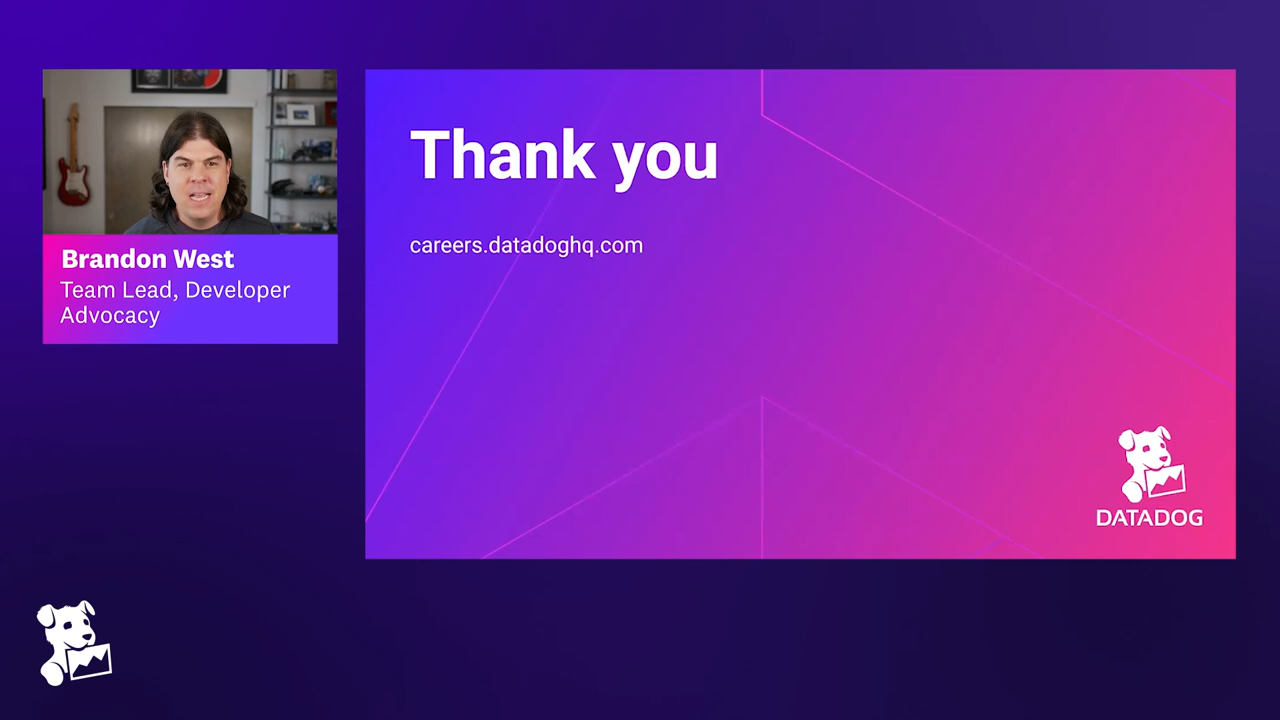 Brandon West
Team Lead, Developer
Advocacy
Thank you
careers.datadoghq.com
DATADOG